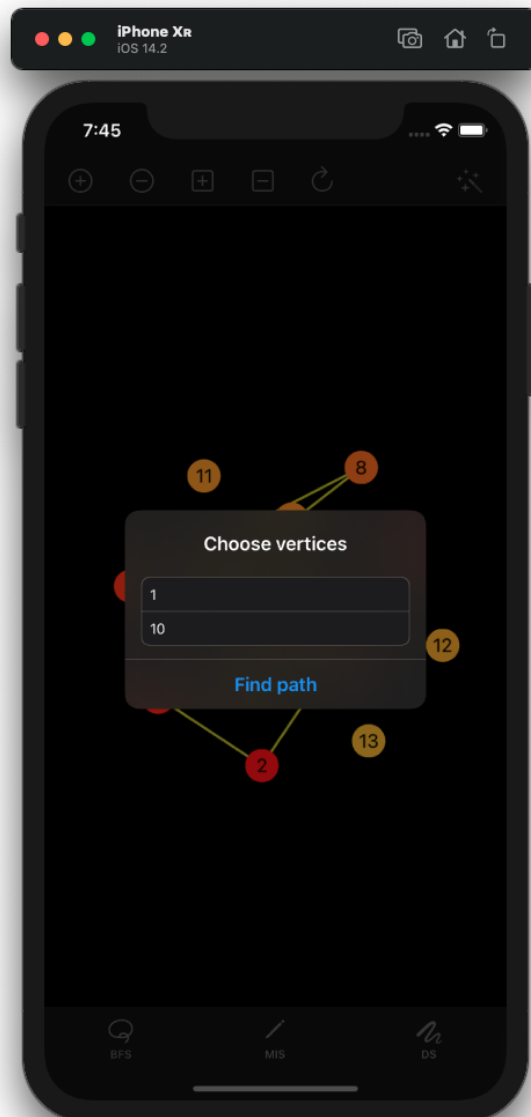 iPhone XR
iOS 14.2
7:45
11
8
Choose vertices
1
10
12
Find path
13
2
BFS
MIS
DS